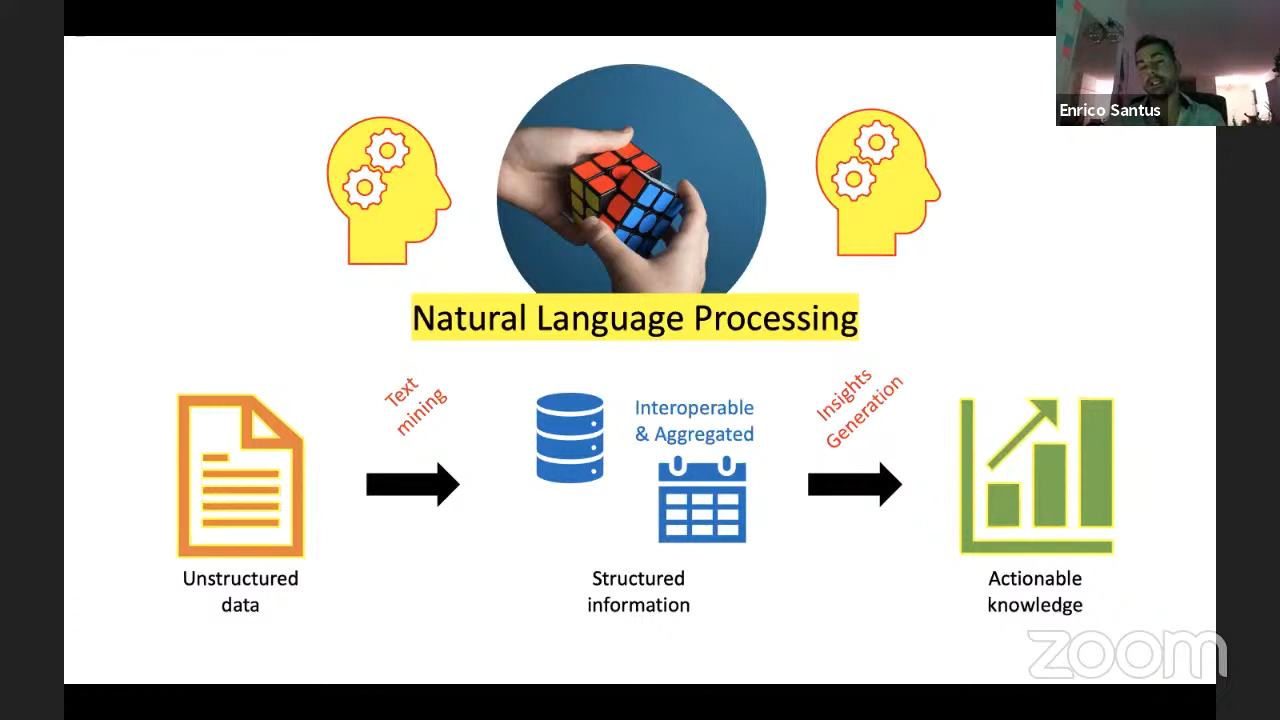 Enrico Santus
Natural Language Processing
Text
mining
Interoperable
& Aggregated
Insights
Generation
Unstructured
data
Structured
information
Actionable
knowledge
zoom